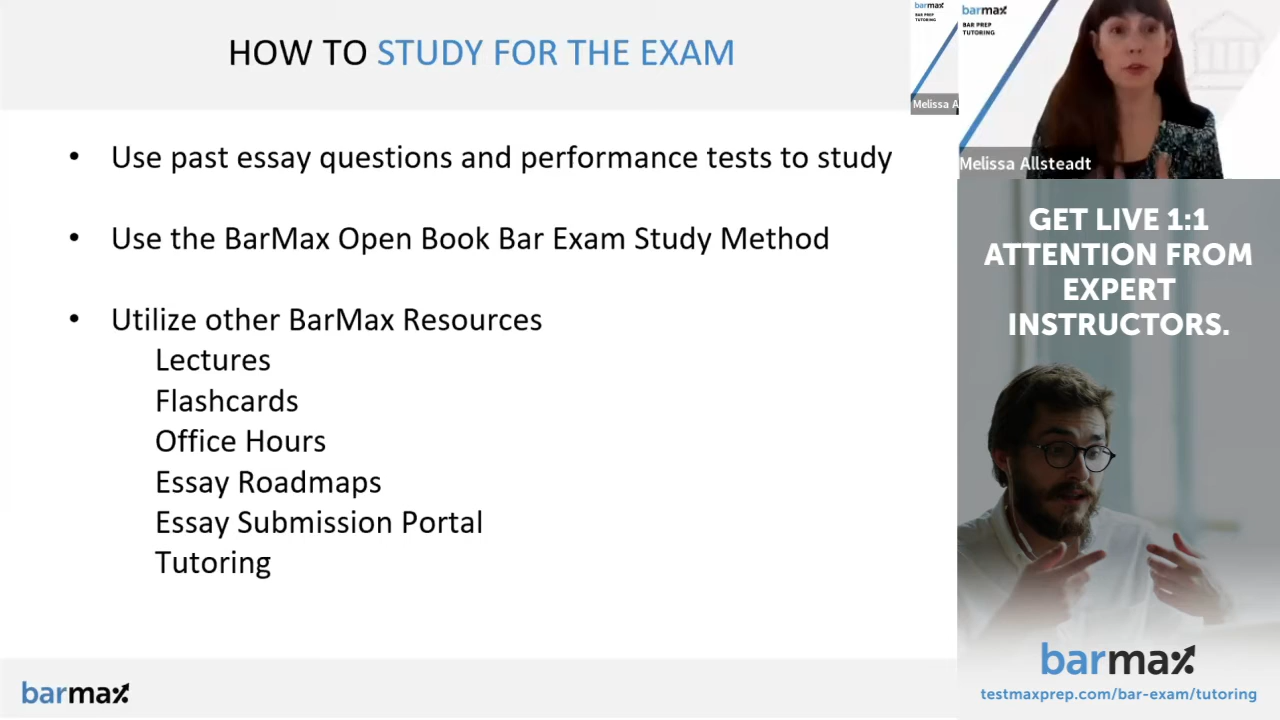 HOW TO STUDY FOR THE EXAM
• Use past essay questions and performance tests to study
• Use the BarMax Open Book Bar Exam Study Method
• Utilize other BarMax Resources
Lectures
Flashcards
Office Hours
Essay Roadmaps
Essay Submission Portal
Tutoring
barmax
barmax
BAR PREP
TUTORING
Melissa A
barmax
BAR PREP
TUTORING
Melissa Allsteadt
GET LIVE 1:1
ATTENTION FROM
EXPERT
INSTRUCTORS.
barmax
testmaxprep.com/bar-exam/tutoring